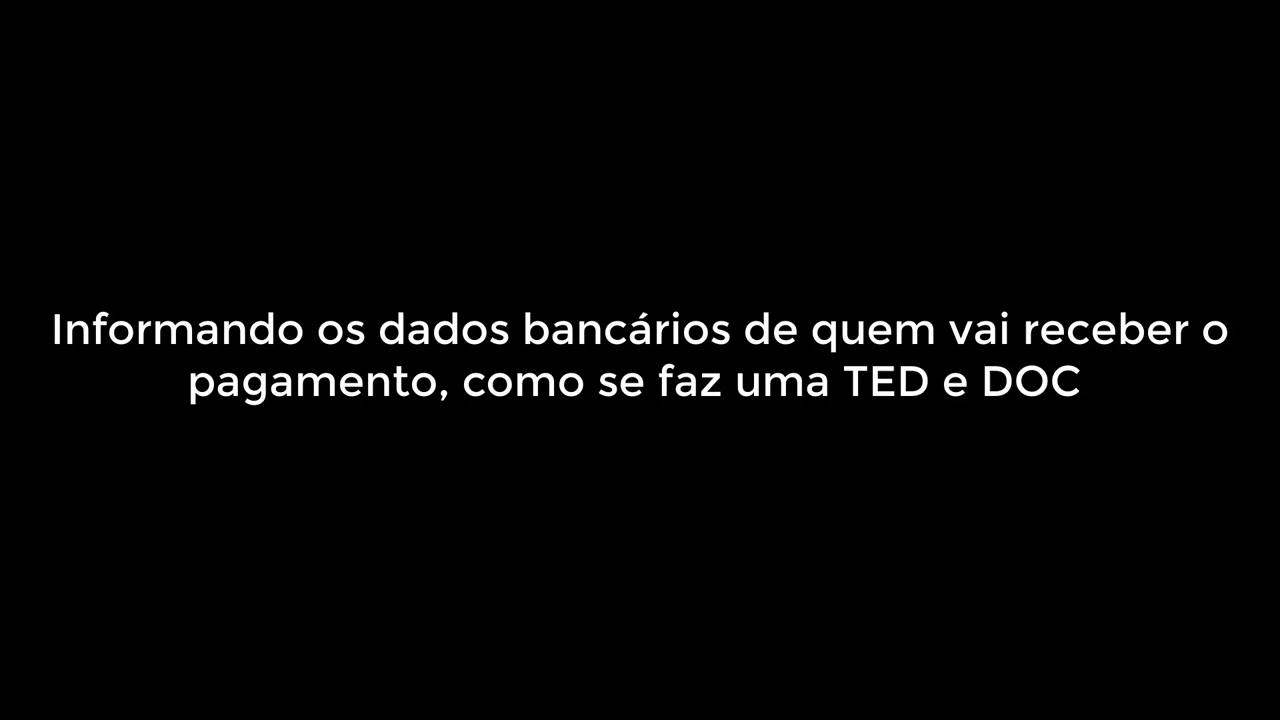 Informando os dados bancários de quem vai receber o
pagamento, como se faz uma TED e DOC